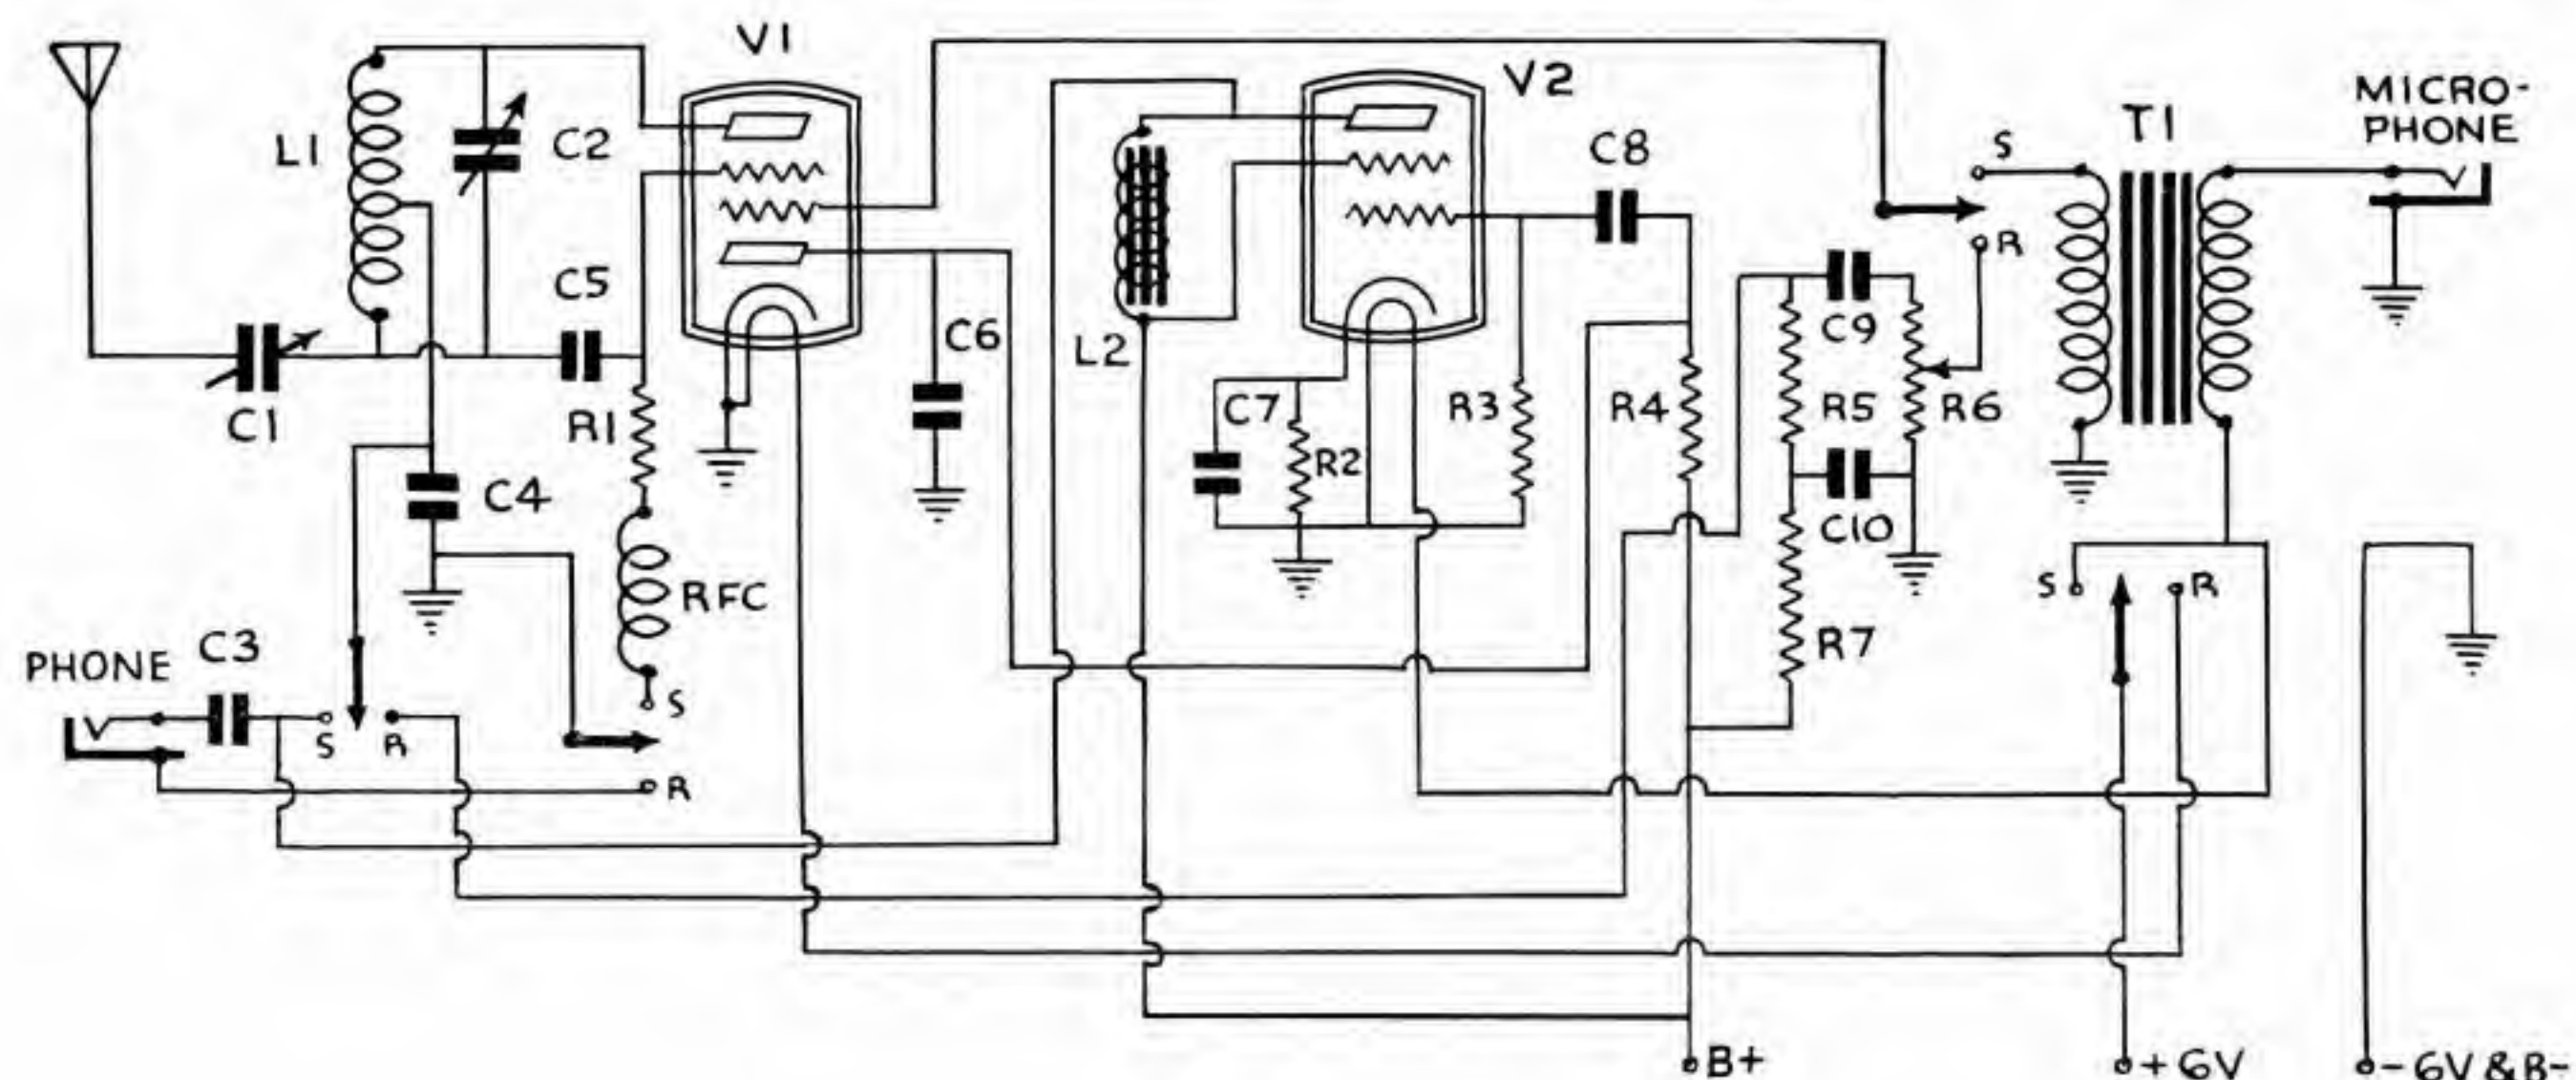 V1
V2
MICRO-
PHONE
T1
S
R
L1
C2
C8
C5
C6
L2
C9
C1
R1
C7
R2
R3
R4
R5
R6
C4
C10
RFC
R7
S
R
PHONE
C3
S
R
S
R
B+
+6V
-6V & B-